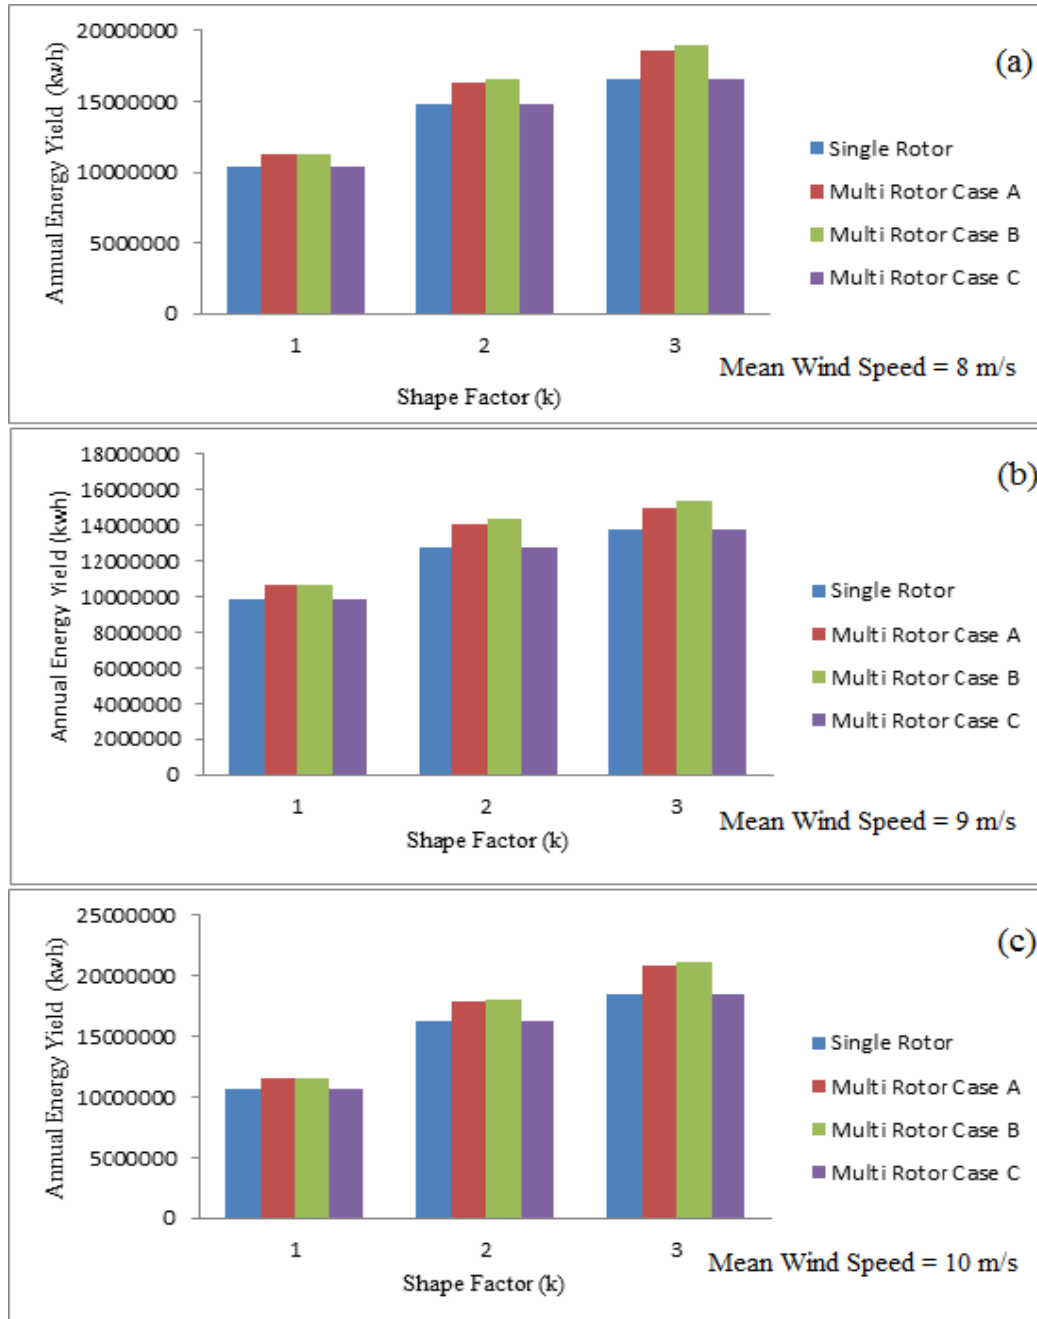 (a)
Annual Energy Yield (kwh)
20000000
15000000
10000000
5000000
0
1
2
3
Shape Factor (k)
Single Rotor
Multi Rotor Case A
Multi Rotor Case B
Multi Rotor Case C
Mean Wind Speed = 8 m/s
(b)
Annual Energy Yield (kwh)
18000000
16000000
14000000
12000000
10000000
8000000
6000000
4000000
2000000
0
1
2
3
Shape Factor (k)
Single Rotor
Multi Rotor Case A
Multi Rotor Case B
Multi Rotor Case C
Mean Wind Speed = 9 m/s
(c)
Annual Energy Yield (kwh)
25000000
20000000
15000000
10000000
5000000
0
1
2
3
Shape Factor (k)
Single Rotor
Multi Rotor Case A
Multi Rotor Case B
Multi Rotor Case C
Mean Wind Speed = 10 m/s